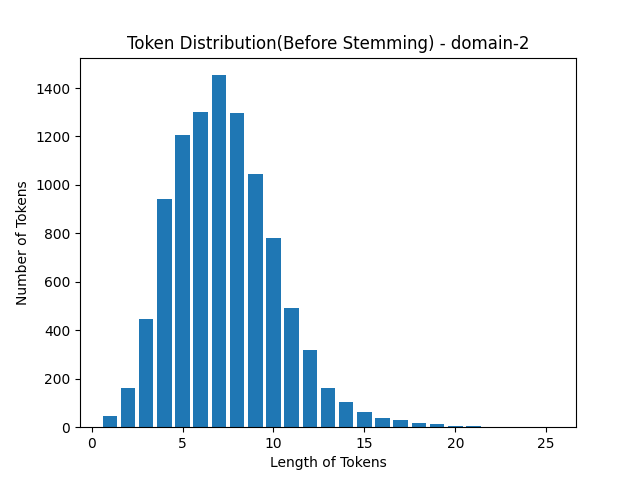 Token Distribution(Before Stemming) - domain-2
1400
1200
1000
800
600
400
200
0
Number of Tokens
0 5 10 15 20 25
Length of Tokens